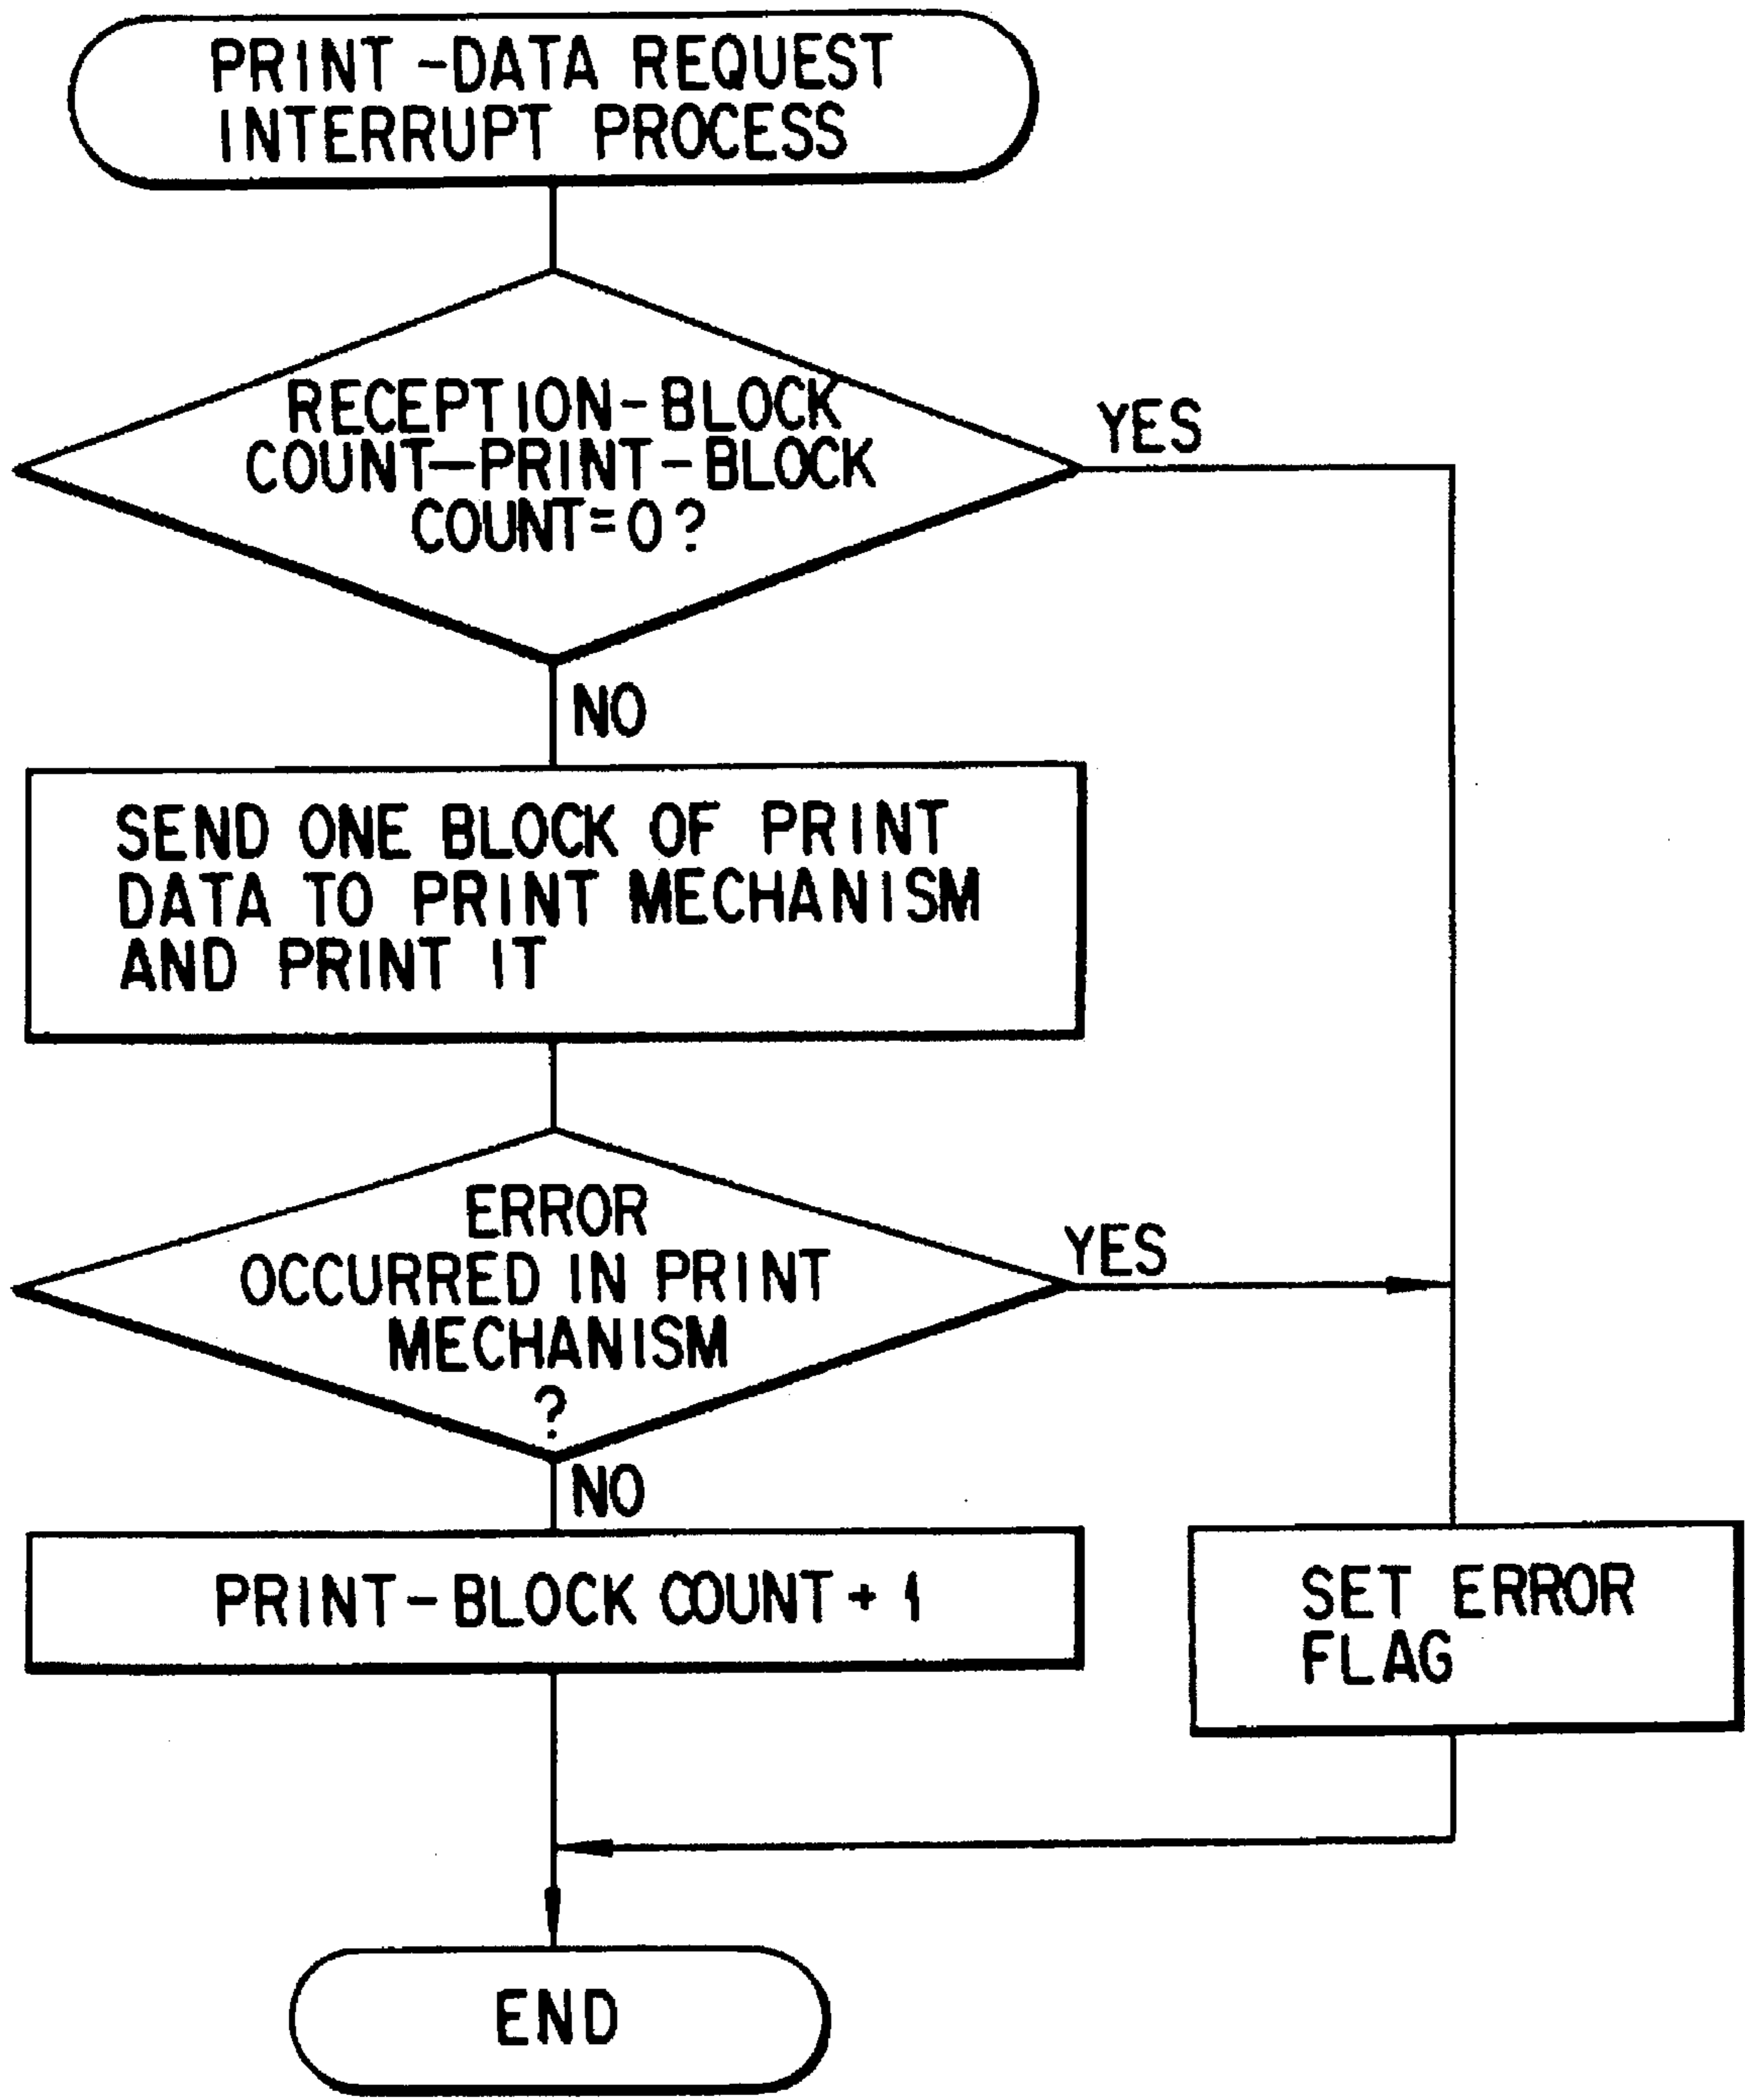 PRINT-DATA REQUEST
INTERRUPT PROCESS
RECEPTION-BLOCK
COUNT-PRINT-BLOCK
COUNT=0?
YES
NO
SEND ONE BLOCK OF PRINT
DATA TO PRINT MECHANISM
AND PRINT IT
ERROR
OCCURRED IN PRINT
MECHANISM
?
YES
NO
PRINT-BLOCK COUNT+1
SET ERROR
FLAG
END